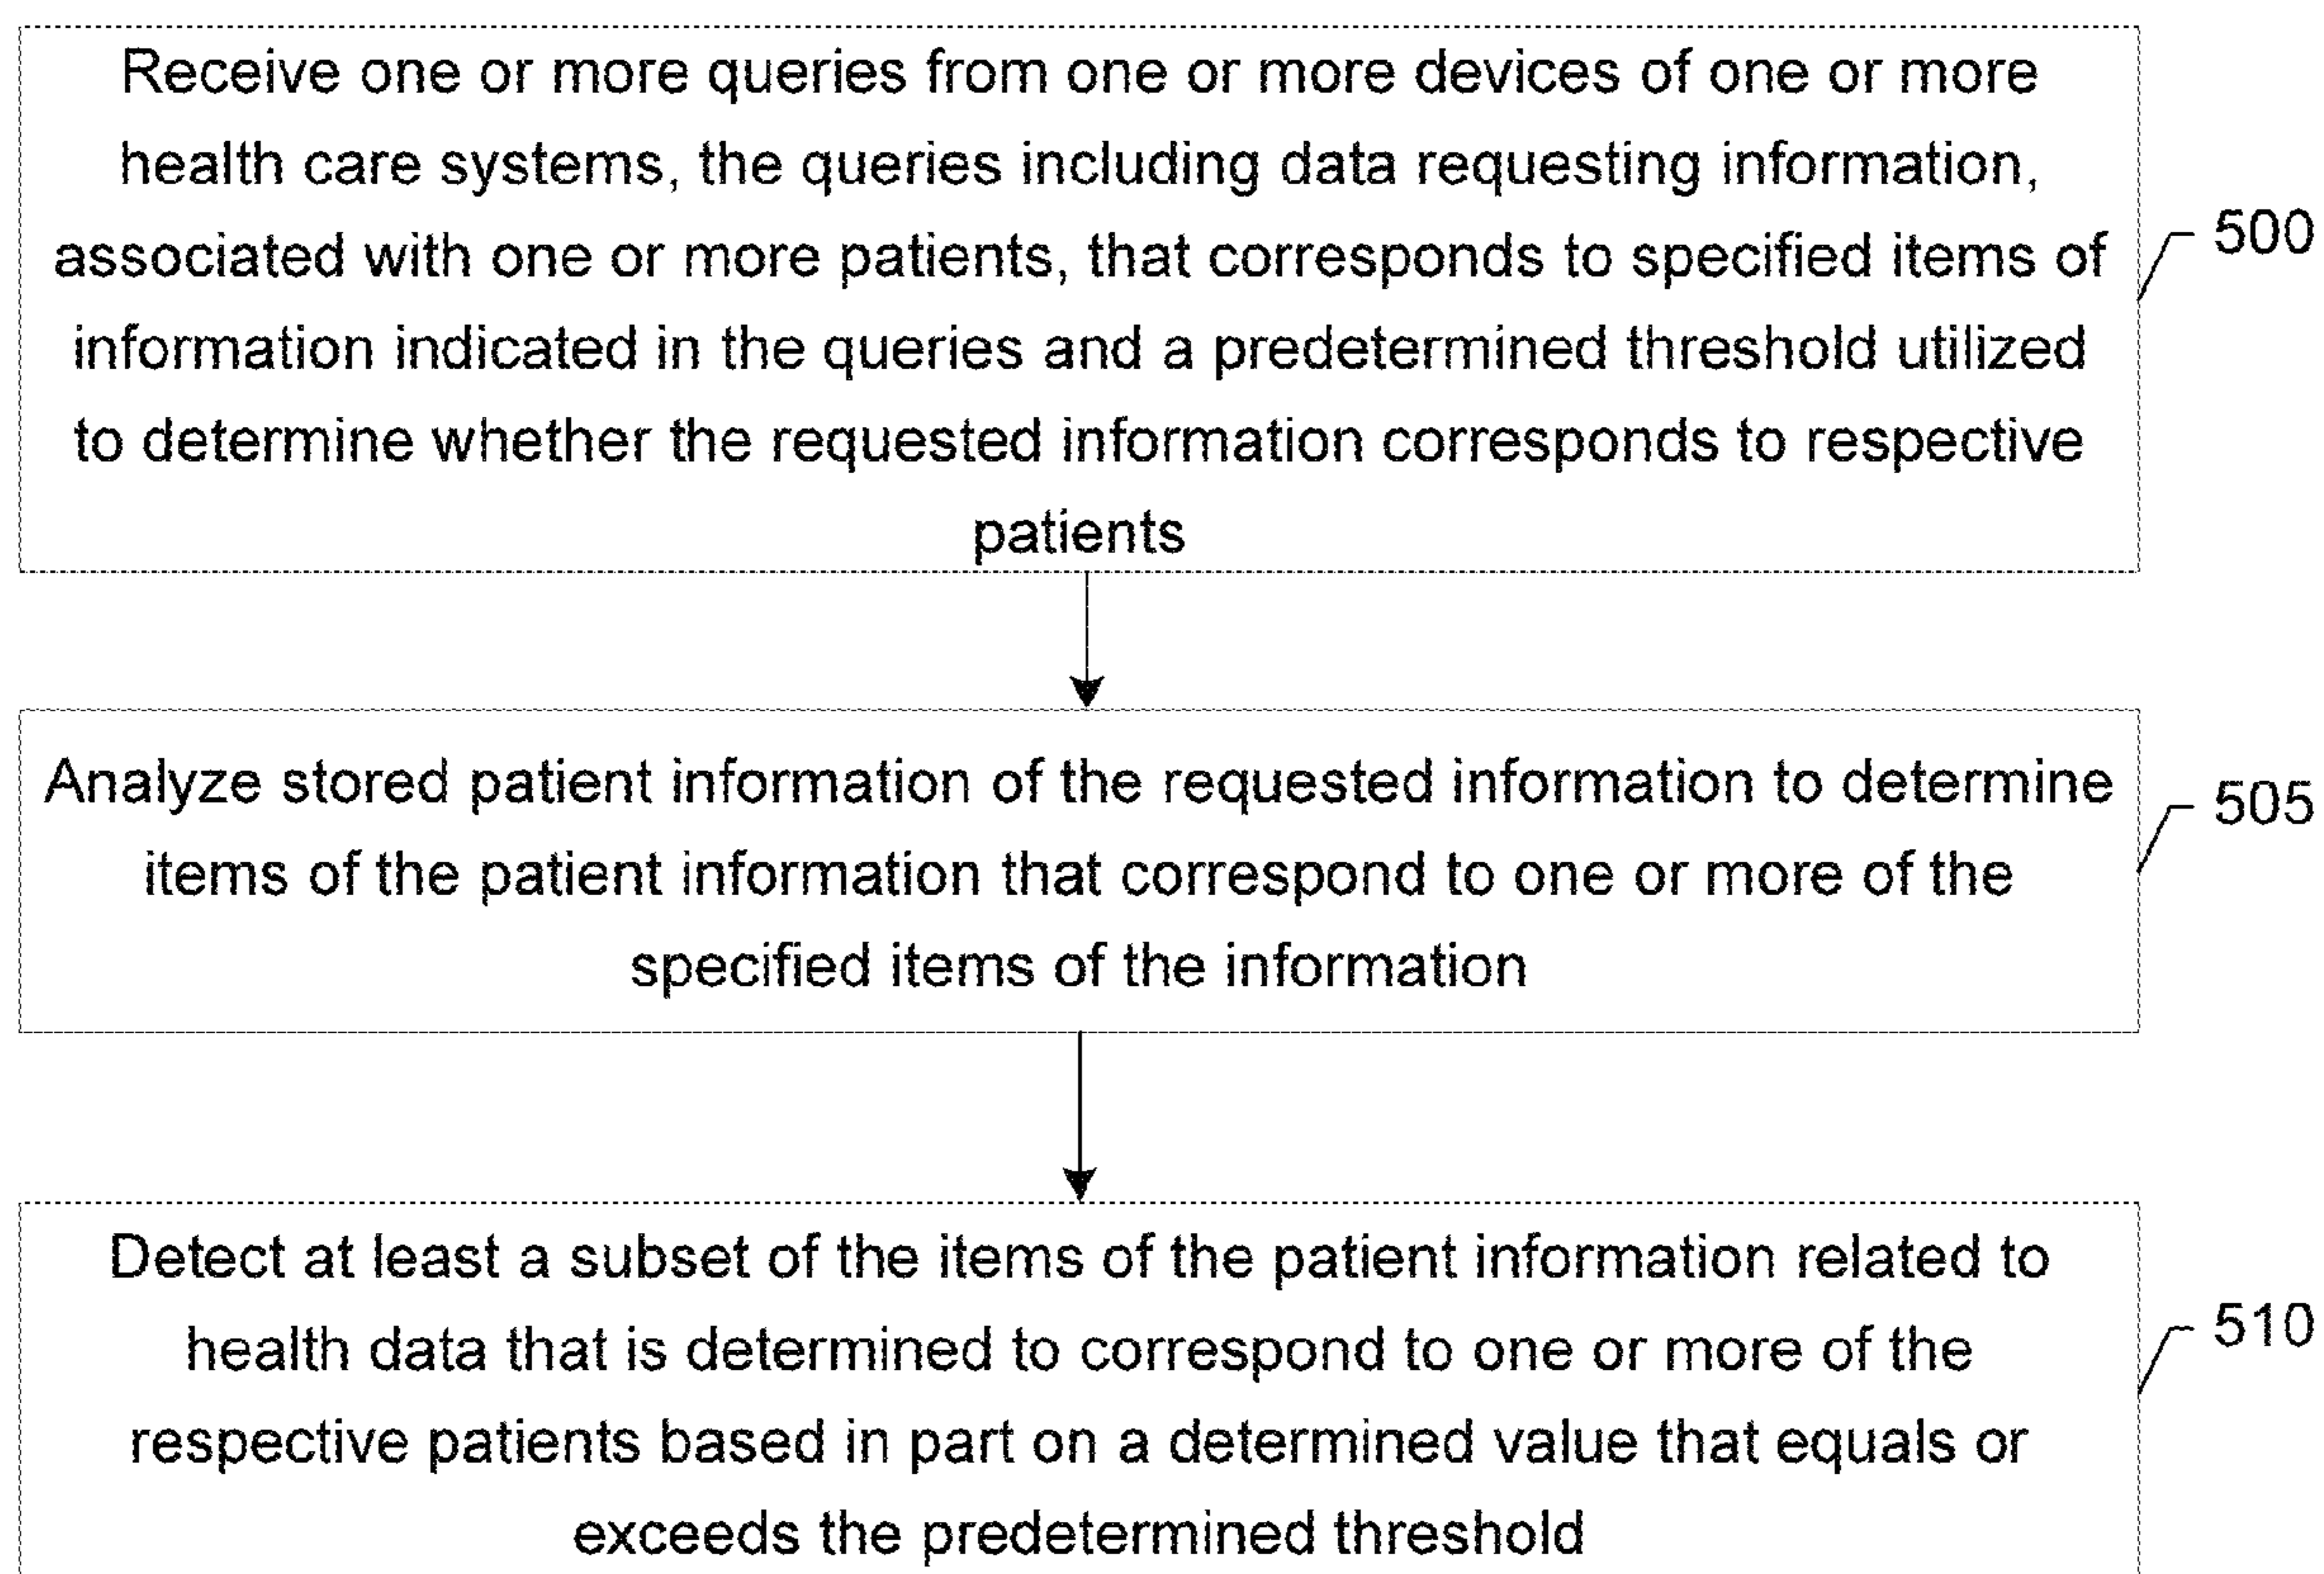 Receive one or more queries from one or more devices of one or more
health care systems, the queries including data requesting information,
associated with one or more patients, that corresponds to specified items of
information indicated in the queries and a predetermined threshold utilized
to determine whether the requested information corresponds to respective
patients
500
Analyze stored patient information of the requested information to determine
items of the patient information that correspond to one or more of the
specified items of the information
505
Detect at least a subset of the items of the patient information related to
health data that is determined to correspond to one or more of the
respective patients based in part on a determined value that equals or
exceeds the predetermined threshold
510